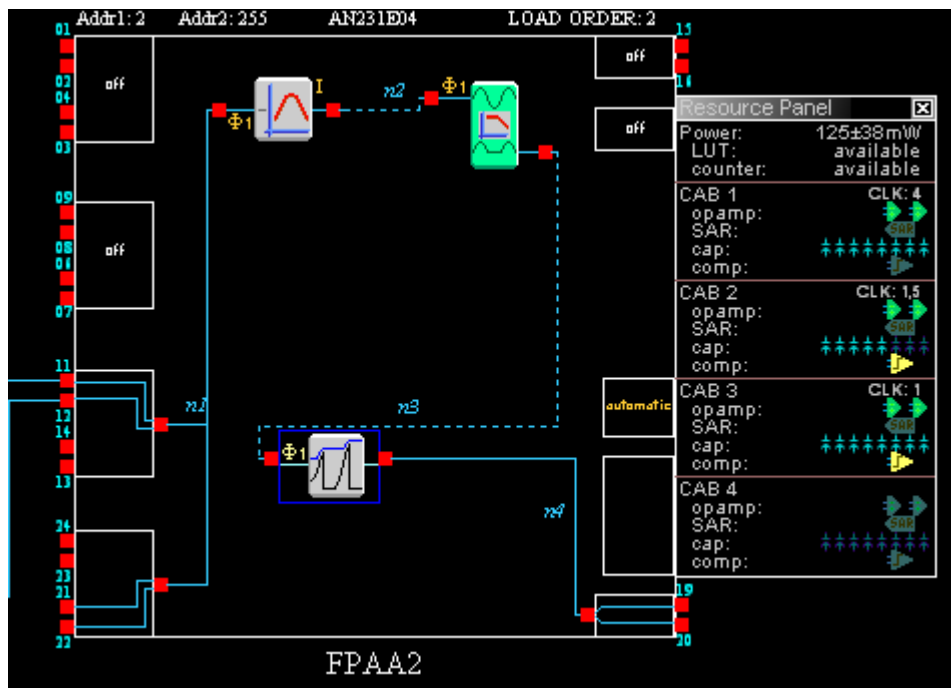 Addr1: 2 Addr2: 255 AN231E04 LOAD ORDER: 2
01
02
04
03
off
09
08
06
07
off
11
12
14
13
24
23
21
22
15
16
off
off
Φ1
I
n2
Φ1
n1
n3
Φ1
n4
automatic
19
20
FPAA2
Resource Panel
Power: 125±38mW
LUT: available
counter: available
CAB 1 CLK: 4
opamp:
SAR: SAR
cap:
comp:
CAB 2 CLK: 1,5
opamp:
SAR: SAR
cap:
comp:
CAB 3 CLK: 1
opamp:
SAR: SAR
cap:
comp:
CAB 4
opamp:
SAR: SAR
cap:
comp: